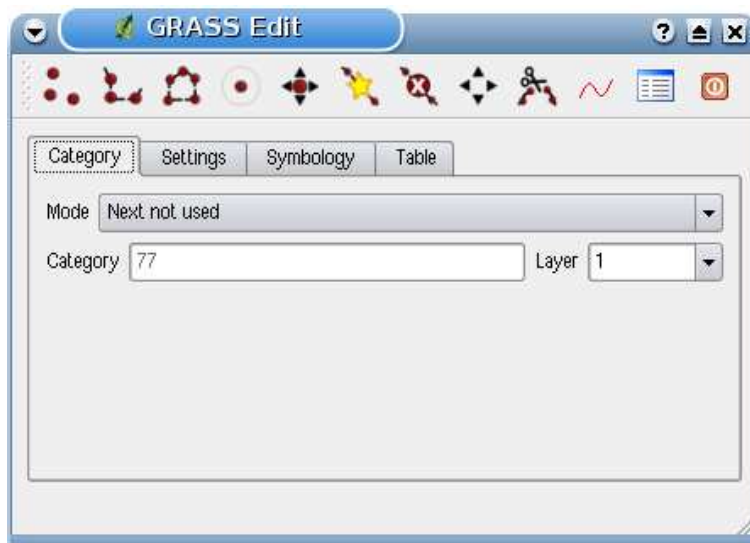 GRASS Edit
Category Settings Symbology Table
Mode Next not used
Category 77 Layer 1